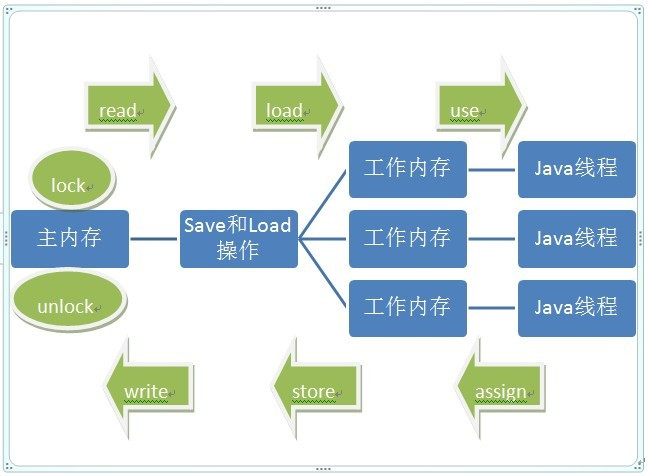 read
load
use
lock
主内存
unlock
Save和Load
操作
工作内存
Java线程
工作内存
Java线程
工作内存
Java线程
write
store
assign